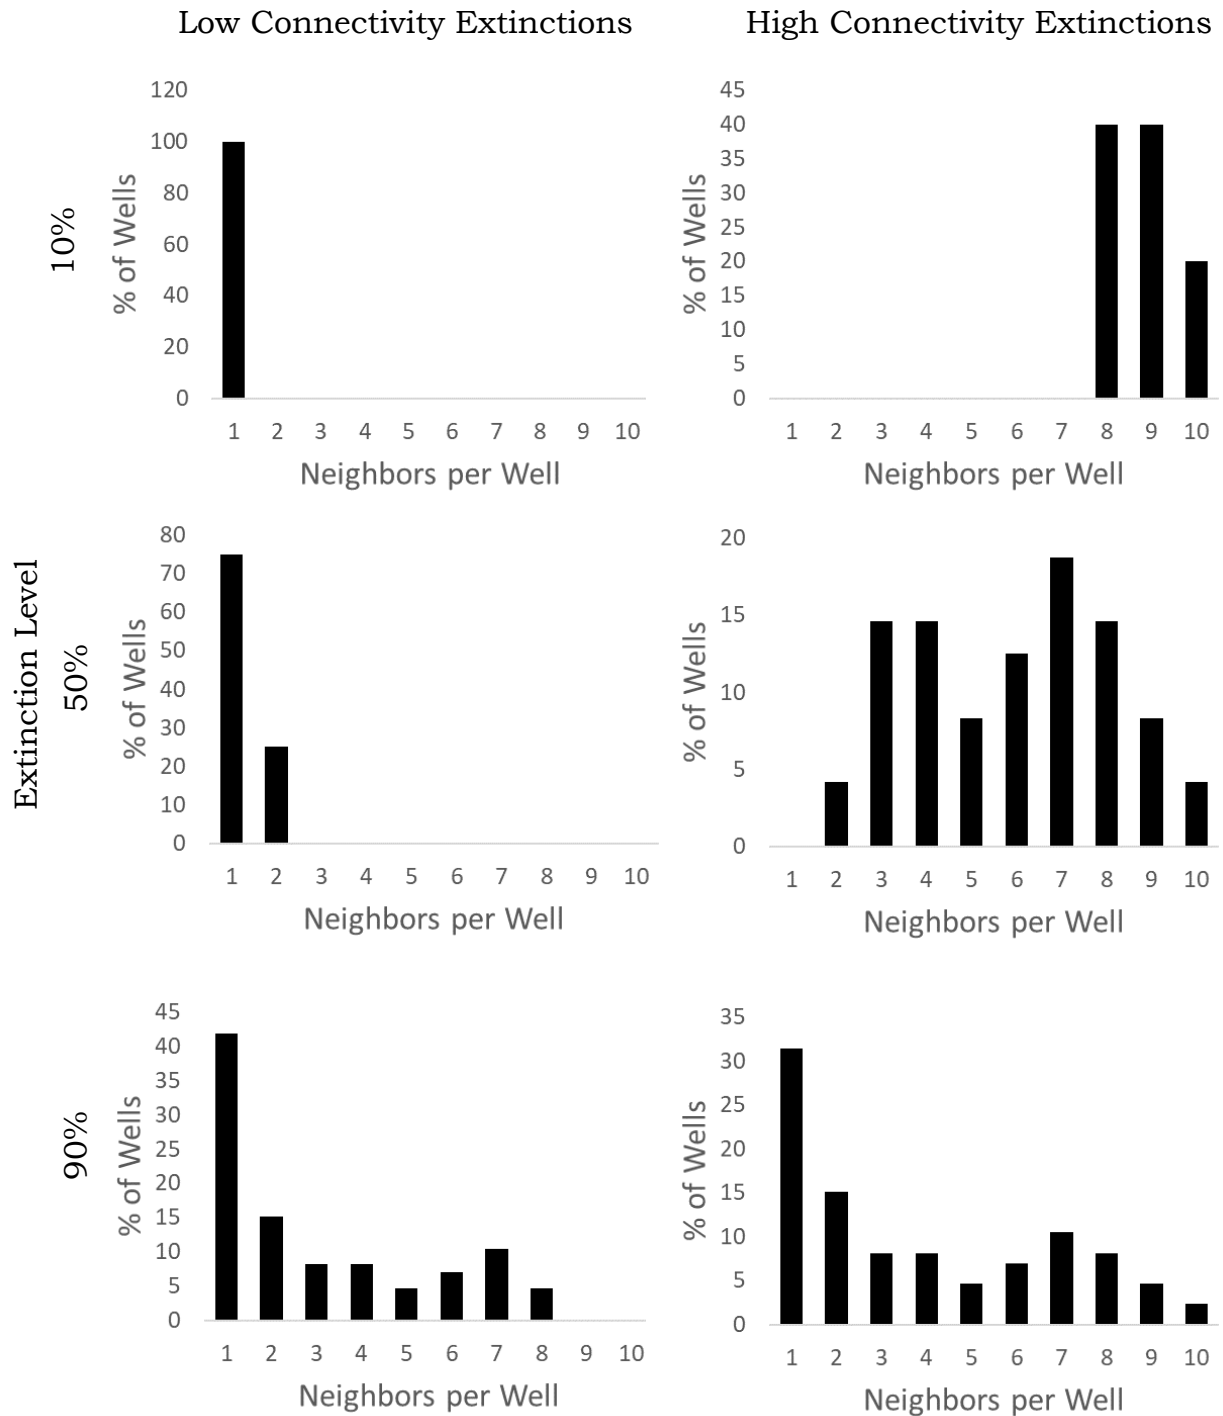 Low Connectivity Extinctions
High Connectivity Extinctions
Extinction Level
10%
120
100
80
60
40
20
0
% of Wells
1 2 3 4 5 6 7 8 9 10
Neighbors per Well
45
40
35
30
25
20
15
10
5
0
% of Wells
1 2 3 4 5 6 7 8 9 10
Neighbors per Well
50%
80
70
60
50
40
30
20
10
0
% of Wells
1 2 3 4 5 6 7 8 9 10
Neighbors per Well
20
15
10
5
0
% of Wells
1 2 3 4 5 6 7 8 9 10
Neighbors per Well
90%
45
40
35
30
25
20
15
10
5
0
% of Wells
1 2 3 4 5 6 7 8 9 10
Neighbors per Well
35
30
25
20
15
10
5
0
% of Wells
1 2 3 4 5 6 7 8 9 10
Neighbors per Well